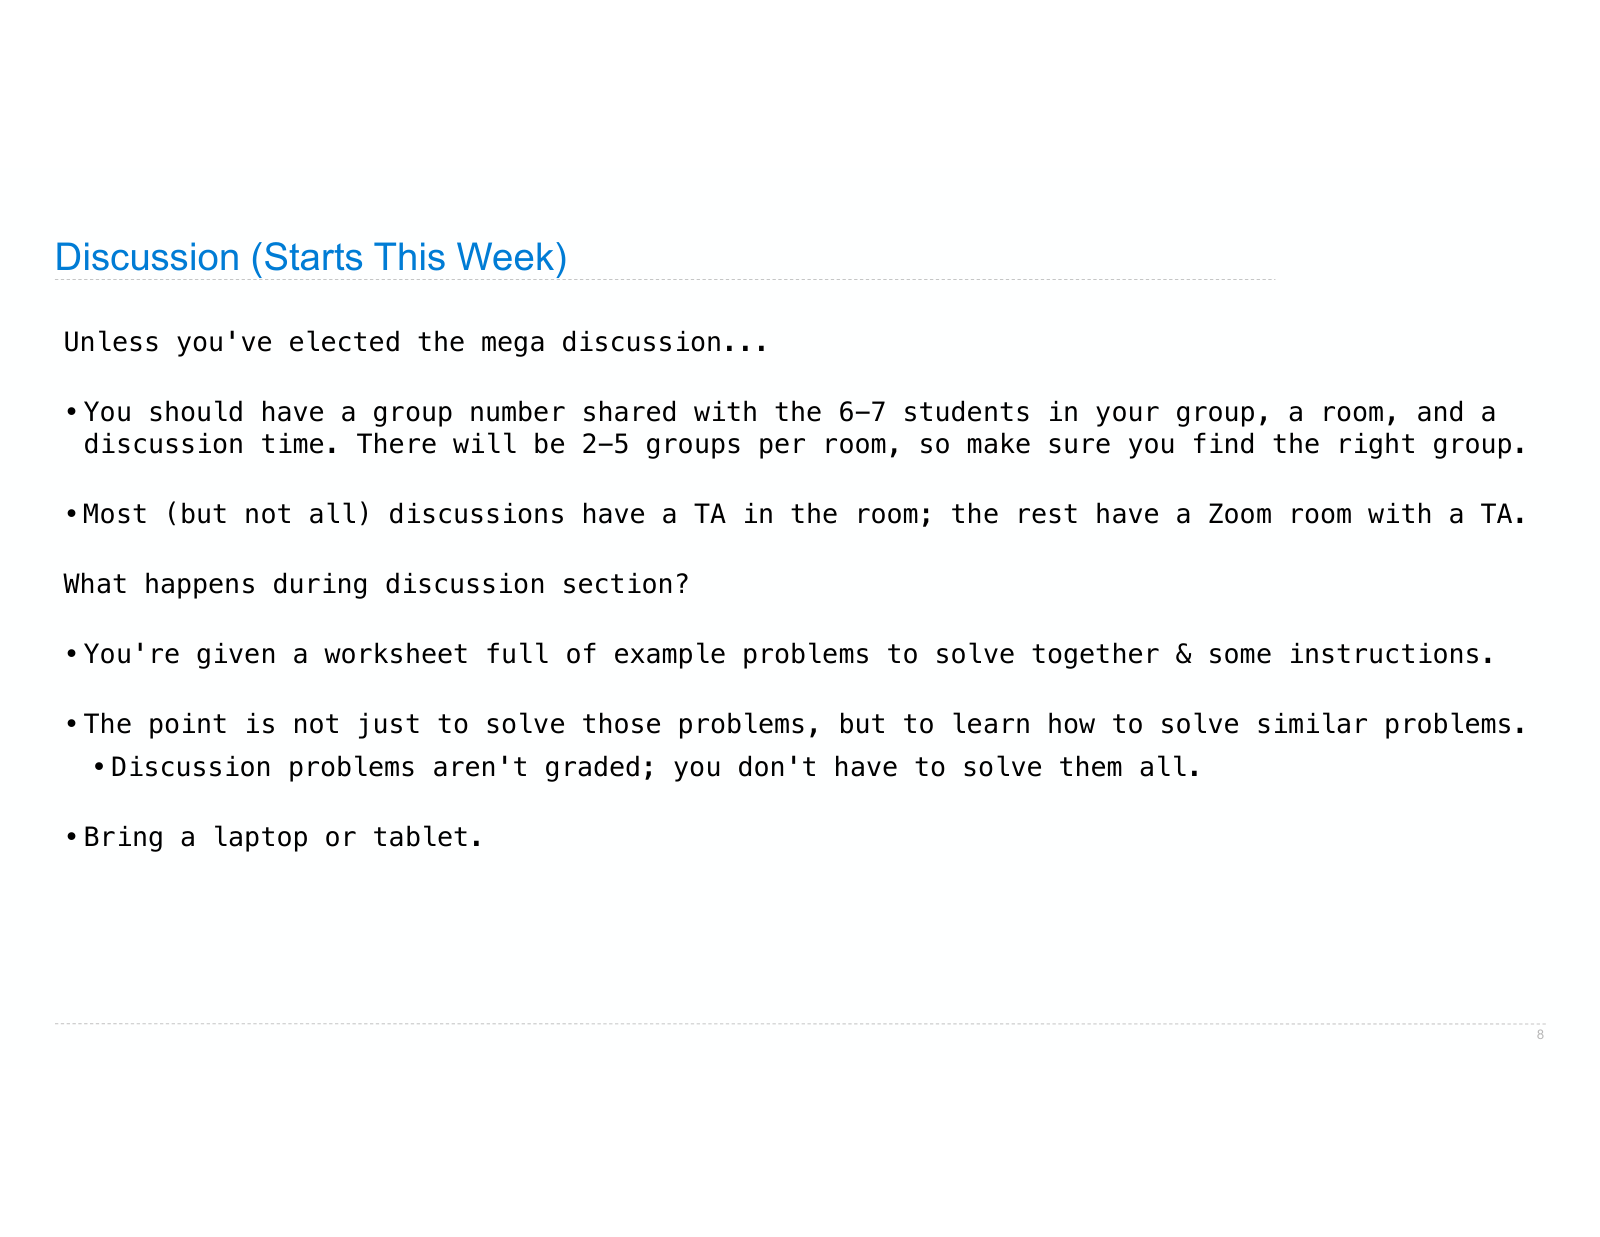 Discussion (Starts This Week)
Unless you've elected the mega discussion...
• You should have a group number shared with the 6–7 students in your group, a room, and a
discussion time. There will be 2–5 groups per room, so make sure you find the right group.
• Most (but not all) discussions have a TA in the room; the rest have a Zoom room with a TA.
What happens during discussion section?
• You're given a worksheet full of example problems to solve together & some instructions.
• The point is not just to solve those problems, but to learn how to solve similar problems.
• Discussion problems aren't graded; you don't have to solve them all.
• Bring a laptop or tablet.
8